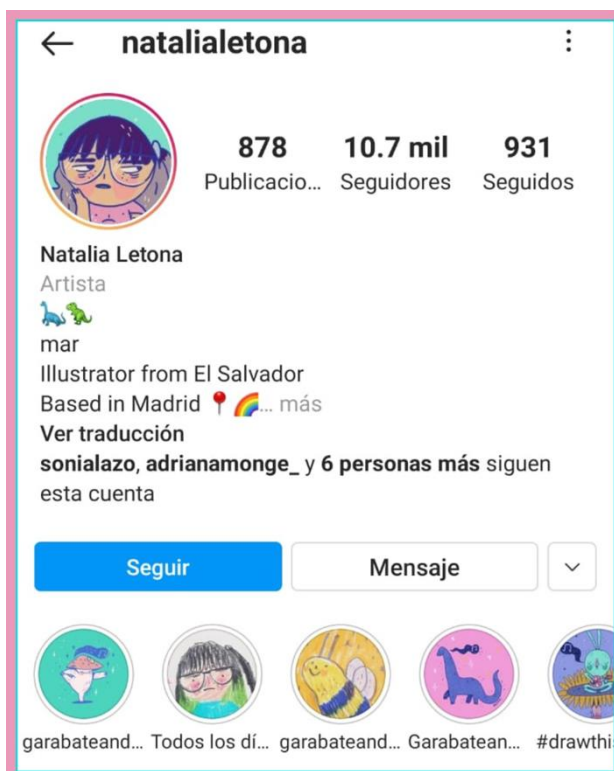 natalialetona
878 10.7 mil 931
Publicacio... Seguidores Seguidos
Natalia Letona
Artista
mar
Illustrator from El Salvador
Based in Madrid 📍🌈... más
Ver traducción
sonialazo, adrianamonge_ y 6 personas más siguen
esta cuenta
Seguir Mensaje
garabateand... Todos los dí... garabateand... Garabatean... #drawthi